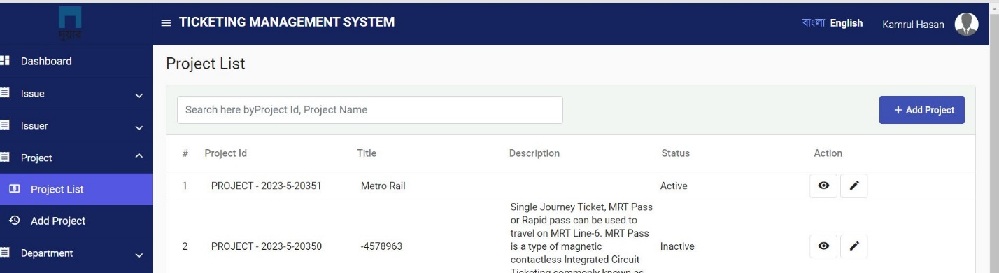 দুয়ার
TICKETING MANAGEMENT SYSTEM
বাংলা English
Kamrul Hasan
Dashboard
Issue
Issuer
Project
Project List
Add Project
Department
Project List
Search here byProject Id, Project Name
+ Add Project
# Project Id Title Description Status Action
1 PROJECT - 2023-5-20351 Metro Rail Active
2 PROJECT - 2023-5-20350 -4578963 Inactive
Single Journey Ticket, MRT Pass
or Rapid pass can be used to
travel on MRT Line-6. MRT Pass
is a type of magnetic
contactless Integrated Circuit
Ticketing commonly known as